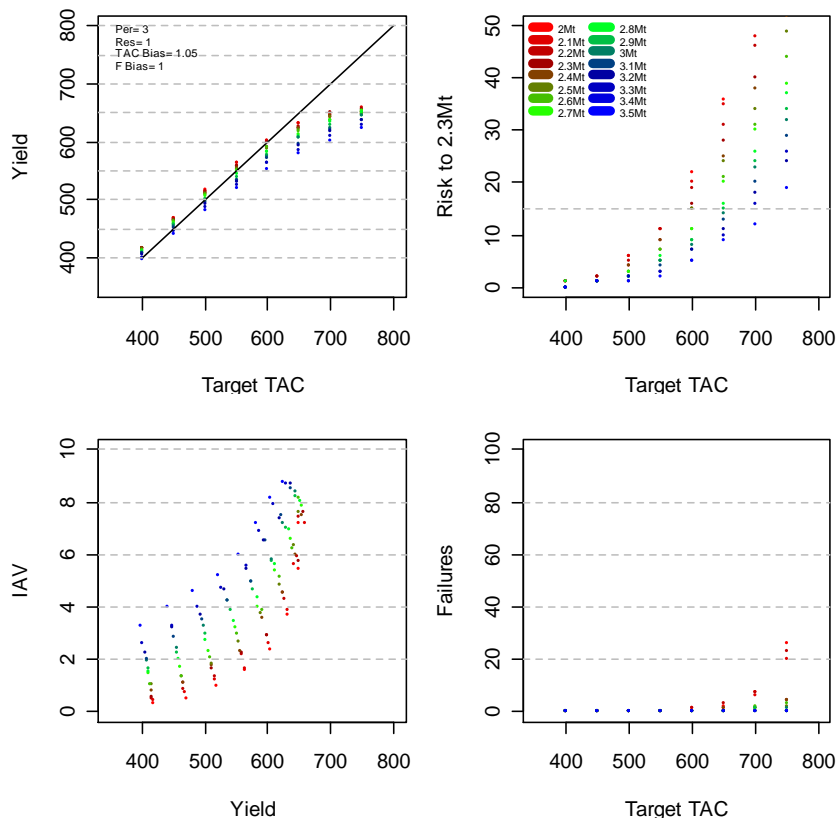 Per= 3
Res= 1
TAC Bias= 1.05
F Bias= 1
800
700
600
500
400
Yield
400 500 600 700 800
Target TAC
2Mt 2.8Mt
2.1Mt 2.9Mt
2.2Mt 3Mt
2.3Mt 3.1Mt
2.4Mt 3.2Mt
2.5Mt 3.3Mt
2.6Mt 3.4Mt
2.7Mt 3.5Mt
50
40
30
20
10
0
Risk to 2.3Mt
400 500 600 700 800
Target TAC
10
8
6
4
2
0
IAV
400 500 600 700 800
Yield
100
80
60
40
20
0
Failures
400 500 600 700 800
Target TAC